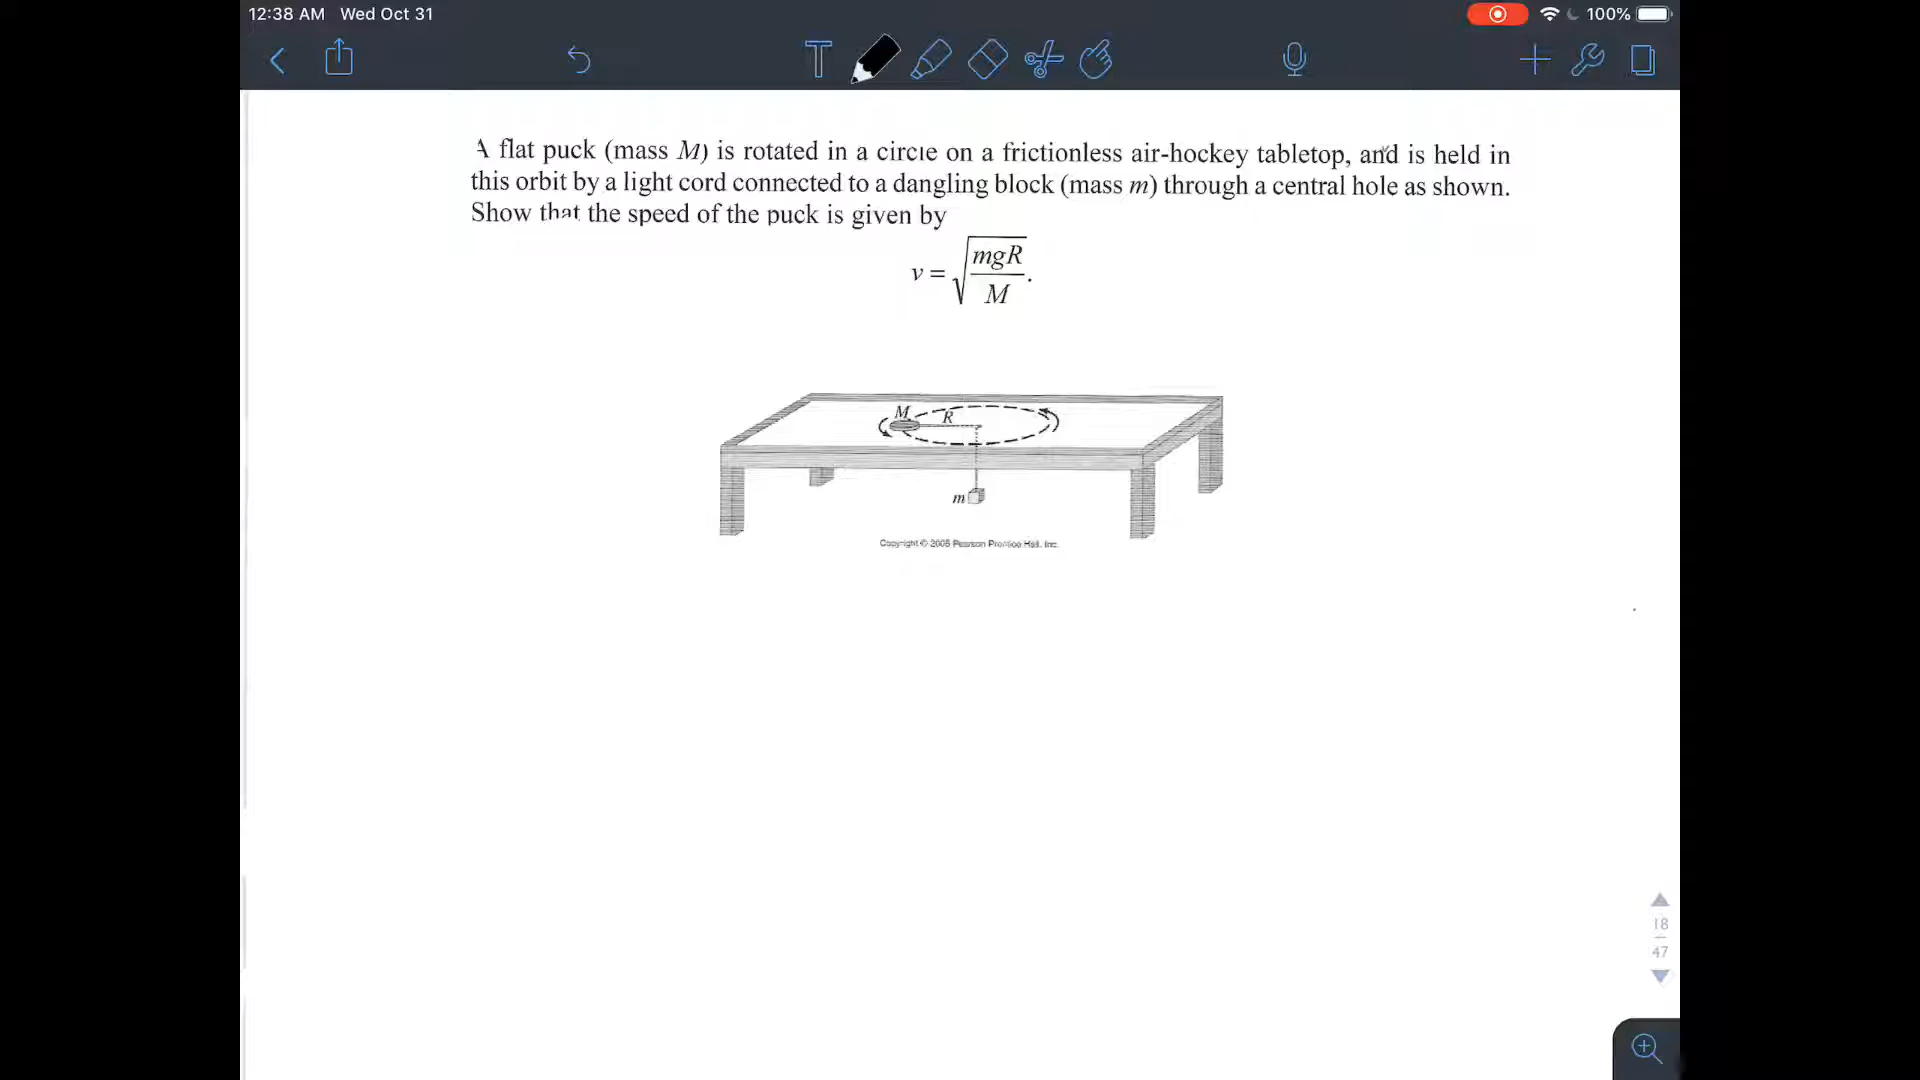 12:38 AM Wed Oct 31
100%
A flat puck (mass M) is rotated in a circle on a frictionless air-hockey tabletop, and is held in
this orbit by a light cord connected to a dangling block (mass m) through a central hole as shown.
Show that the speed of the puck is given by
v = √(mgR/M).
M
R
m
Copyright © 2005 Pearson Prentice Hall, Inc.
18
47